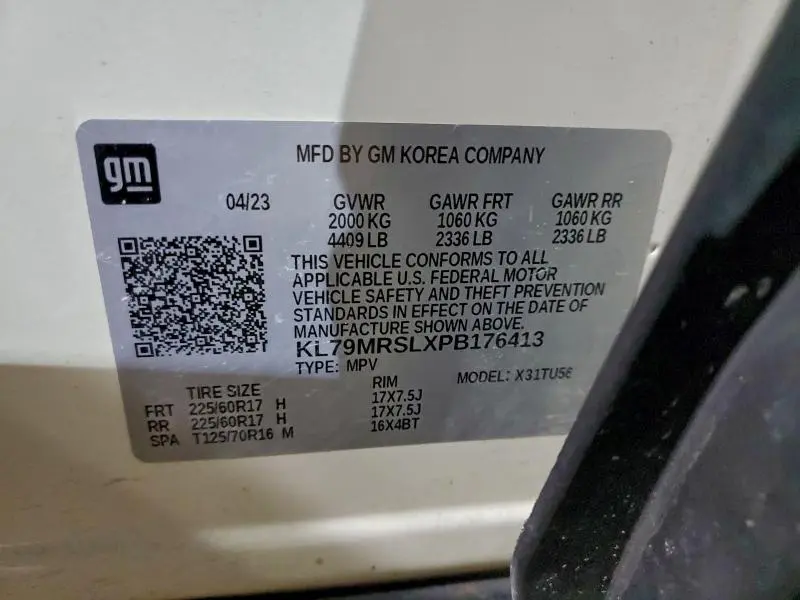 gm
MFD BY GM KOREA COMPANY
04/23 GVWR GAWR FRT GAWR RR
2000 KG 1060 KG 1060 KG
4409 LB 2336 LB 2336 LB
THIS VEHICLE CONFORMS TO ALL
APPLICABLE U.S. FEDERAL MOTOR
VEHICLE SAFETY AND THEFT PREVENTION
STANDARDS IN EFFECT ON THE DATE OF
MANUFACTURE SHOWN ABOVE.
KL79MRSLXPB176413
TYPE: MPV MODEL: X31TU56
TIRE SIZE RIM
FRT 225/60R17 H 17X7.5J
RR 225/60R17 H 17X7.5J
SPA T125/70R16 M 16X4BT